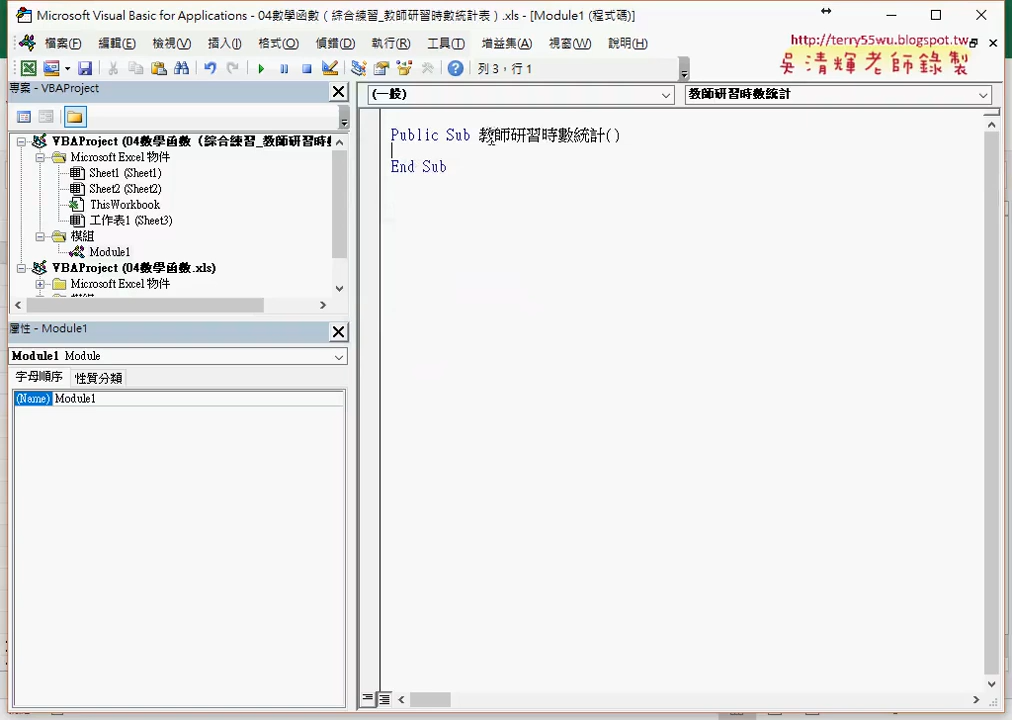 Microsoft Visual Basic for Applications - 04數學函數（綜合練習_教師研習時數統計表）.xls - [Module1 (程式碼)]
檔案(F) 編輯(E) 檢視(V) 插入(I) 格式(O) 偵錯(D) 執行(R) 工具(T) 增益集(A) 視窗(W) 說明(H)
http://terry55wu.blogspot.tw
吳清輝老師錄製
列 3，行 1
專案 - VBAProject
(一般) 教師研習時數統計
VBAProject (04數學函數（綜合練習_教師研習時
Microsoft Excel 物件
Sheet1 (Sheet1)
Sheet2 (Sheet2)
ThisWorkbook
工作表1 (Sheet3)
模組
Module1
VBAProject (04數學函數.xls)
Microsoft Excel 物件
Public Sub 教師研習時數統計()
End Sub
屬性 - Module1
Module1 Module
字母順序 性質分類
(Name) Module1